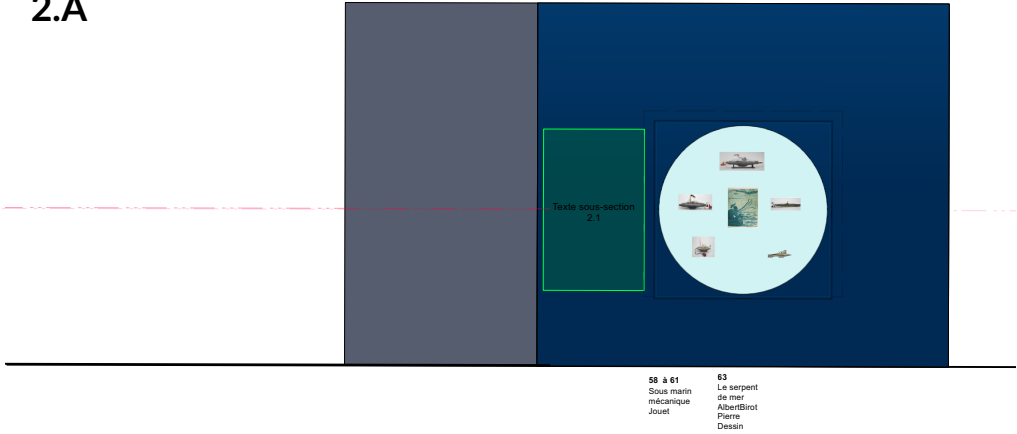 2.A
Texte sous-section
2.1
58 à 61
Sous marin
mécanique
Jouet
63
Le serpent
de mer
AlbertBirot
Pierre
Dessin